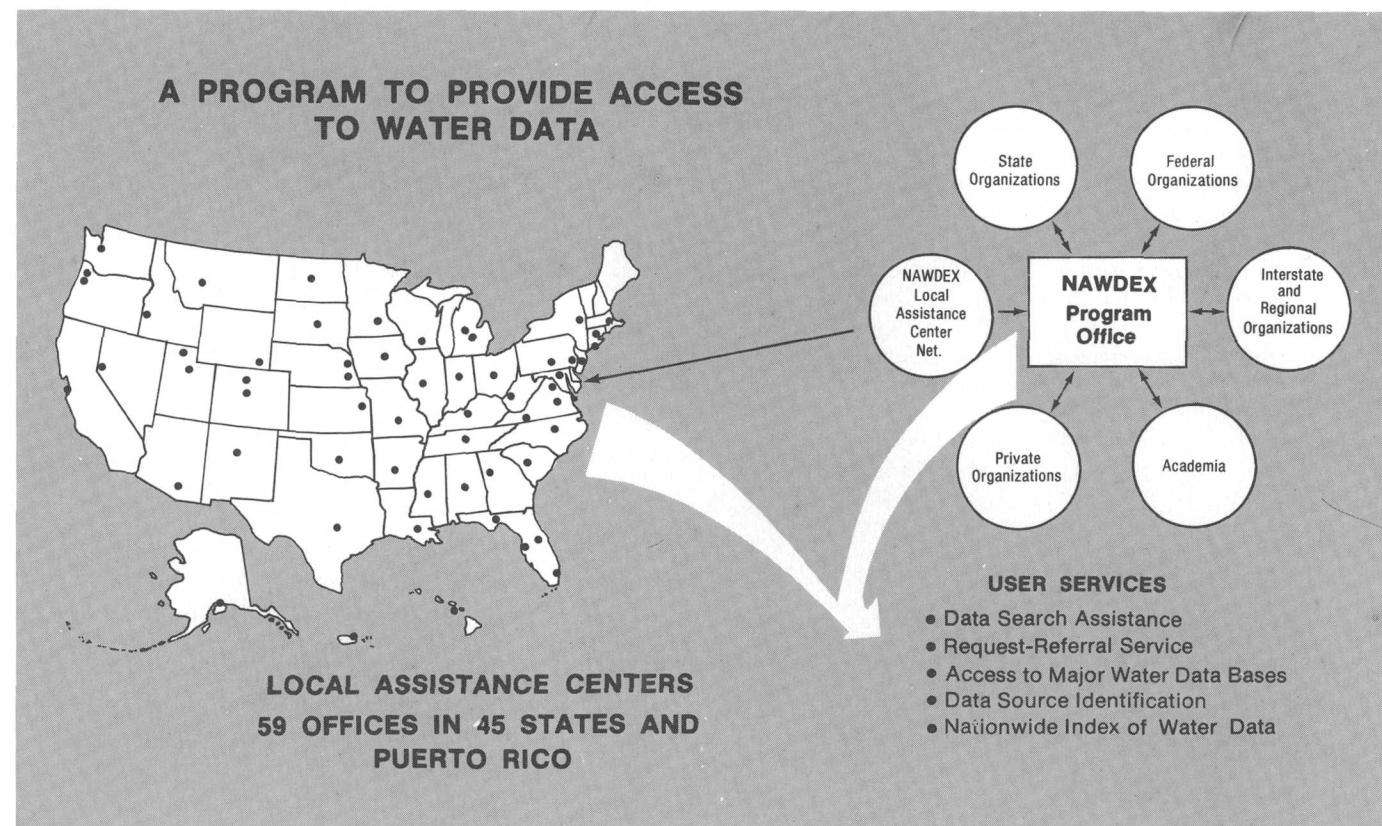 A PROGRAM TO PROVIDE ACCESS
TO WATER DATA
LOCAL ASSISTANCE CENTERS
59 OFFICES IN 45 STATES AND
PUERTO RICO
State
Organizations
Federal
Organizations
NAWDEX
Local
Assistance
Center
Net.
NAWDEX
Program
Office
Interstate
and
Regional
Organizations
Private
Organizations
Academia
USER SERVICES
• Data Search Assistance
• Request-Referral Service
• Access to Major Water Data Bases
• Data Source Identification
• Nationwide Index of Water Data